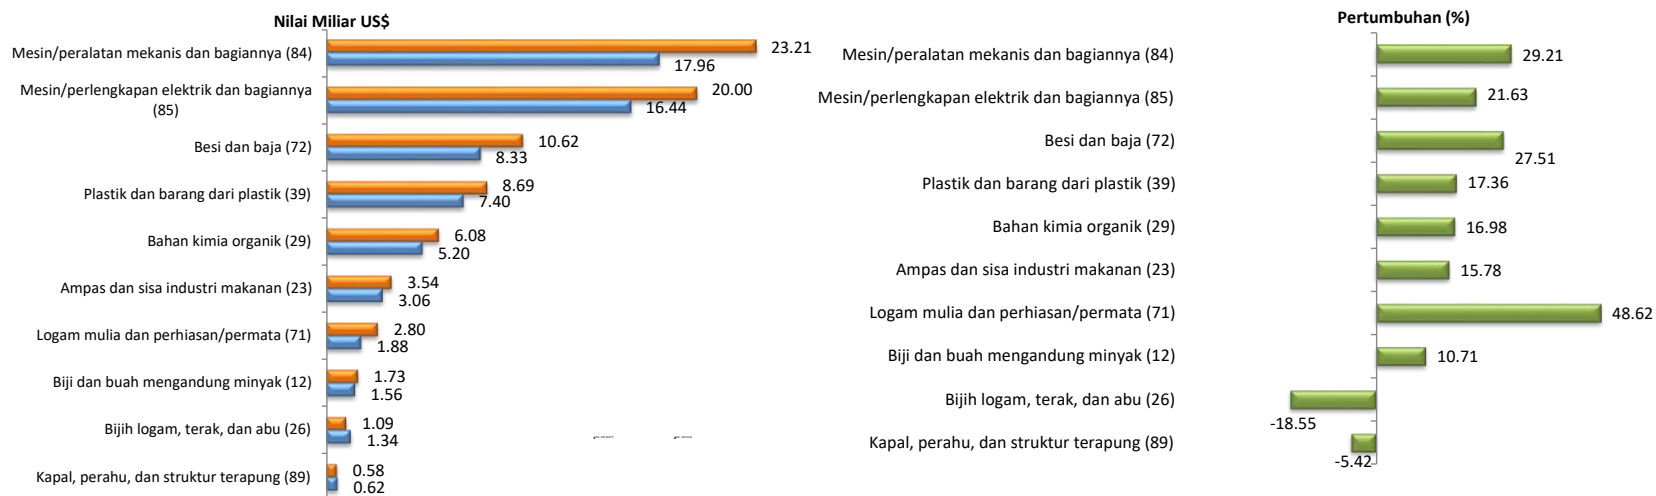 Nilai Miliar US$
Mesin/peralatan mekanis dan bagiannya (84)
23.21
17.96
Mesin/perlengkapan elektrik dan bagiannya
(85)
20.00
16.44
Besi dan baja (72)
10.62
8.33
Plastik dan barang dari plastik (39)
8.69
7.40
Bahan kimia organik (29)
6.08
5.20
Ampas dan sisa industri makanan (23)
3.54
3.06
Logam mulia dan perhiasan/permata (71)
2.80
1.88
Biji dan buah mengandung minyak (12)
1.73
1.56
Bijih logam, terak, dan abu (26)
1.09
1.34
Kapal, perahu, dan struktur terapung (89)
0.58
0.62
Pertumbuhan (%)
Mesin/peralatan mekanis dan bagiannya (84)
29.21
Mesin/perlengkapan elektrik dan bagiannya (85)
21.63
Besi dan baja (72)
27.51
Plastik dan barang dari plastik (39)
17.36
Bahan kimia organik (29)
16.98
Ampas dan sisa industri makanan (23)
15.78
Logam mulia dan perhiasan/permata (71)
48.62
Biji dan buah mengandung minyak (12)
10.71
Bijih logam, terak, dan abu (26)
-18.55
Kapal, perahu, dan struktur terapung (89)
-5.42